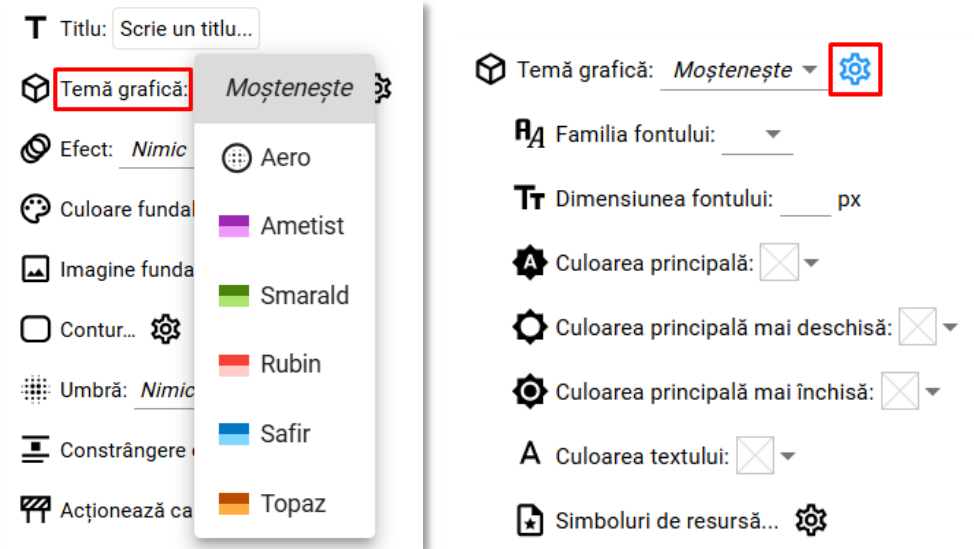 Titlu: Scrie un titlu...
Temă grafică: Moștenește
Aero
Efect: Nimic
Culoare fundal
Ametist
Imagine funda
Smarald
Contur...
Rubin
Umbră: Nimic
Safir
Constrângere
Topaz
Acționează ca
Temă grafică: Moștenește
Familia fontului:
Dimensiunea fontului: px
Culoarea principală:
Culoarea principală mai deschisă:
Culoarea principală mai închisă:
Culoarea textului:
Simboluri de resursă...